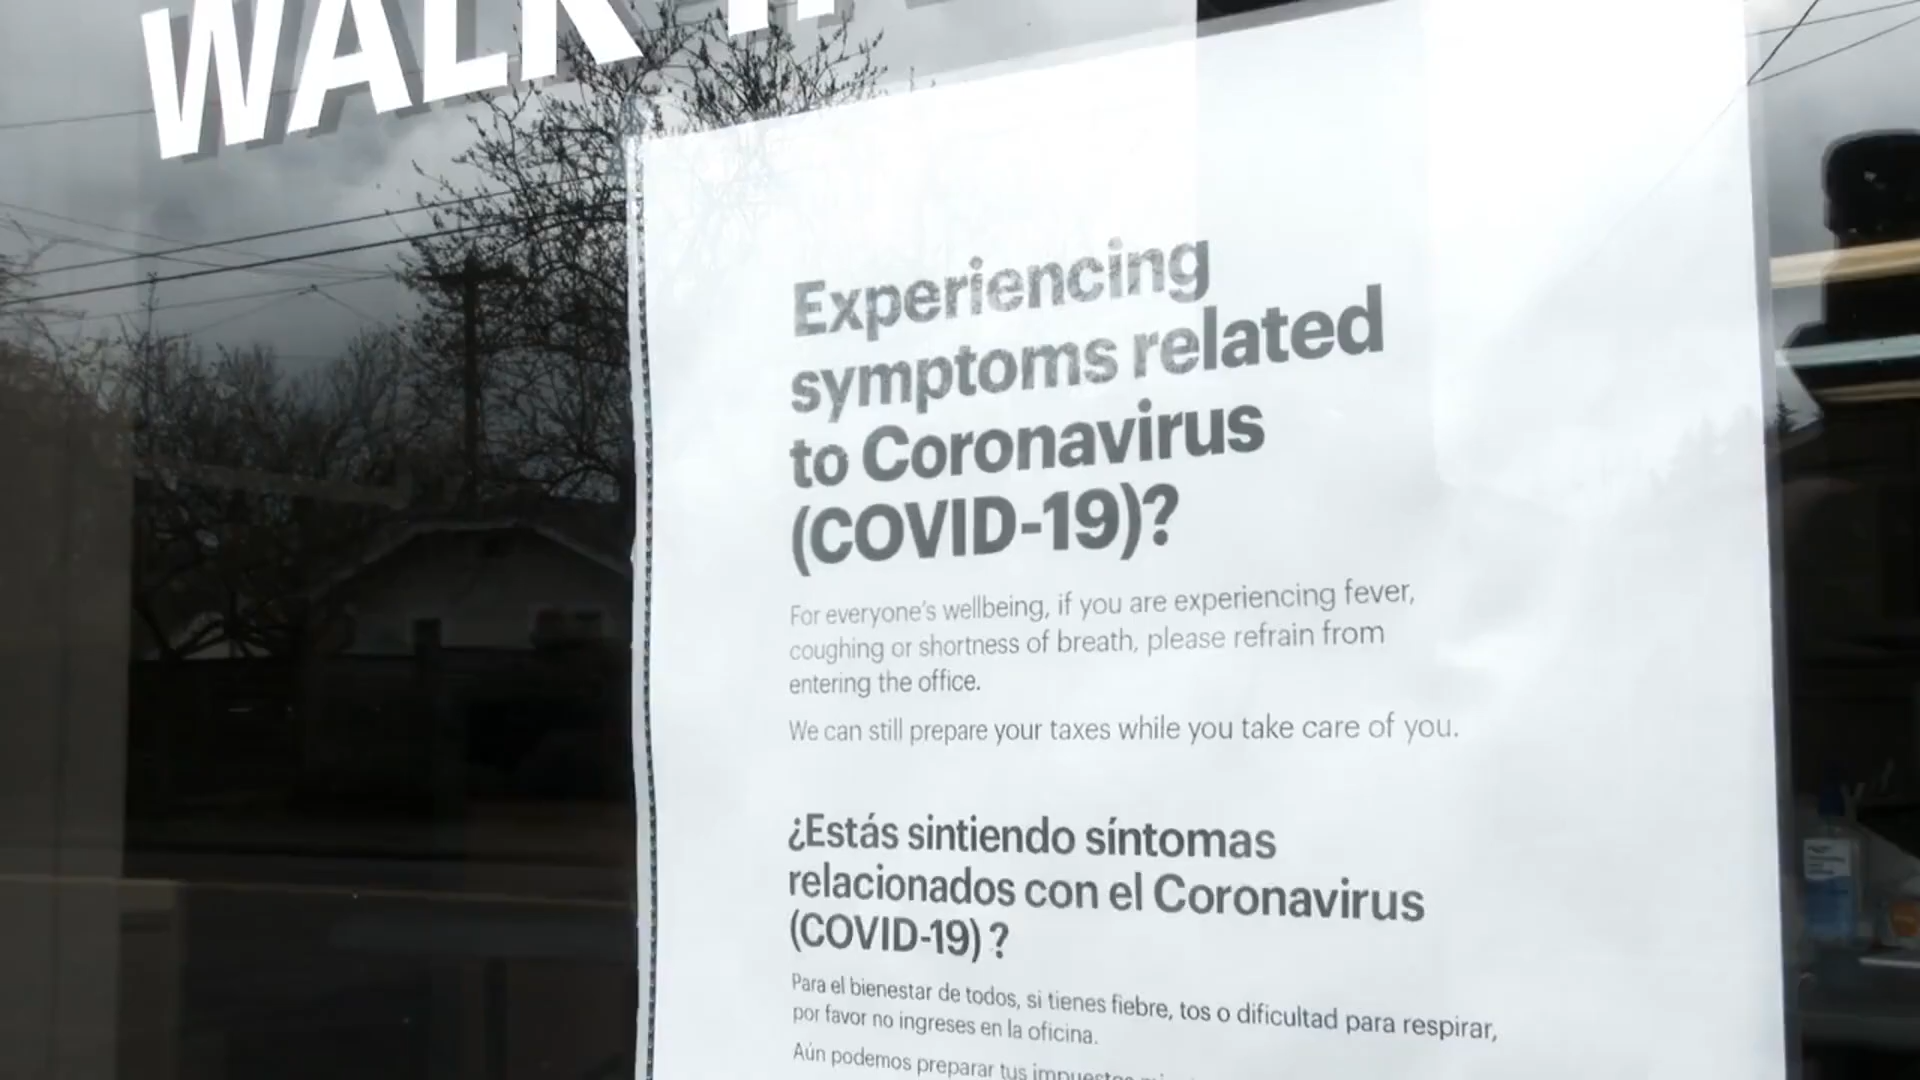 WALK
Experiencing
symptoms related
to Coronavirus
(COVID-19)?
For everyone's wellbeing, if you are experiencing fever,
coughing or shortness of breath, please refrain from
entering the office.
We can still prepare your taxes while you take care of you.
¿Estás sintiendo síntomas
relacionados con el Coronavirus
(COVID-19) ?
Para el bienestar de todos, si tienes fiebre, tos o dificultad para respirar,
por favor no ingreses en la oficina.
Aún podemos preparar tus impuestos